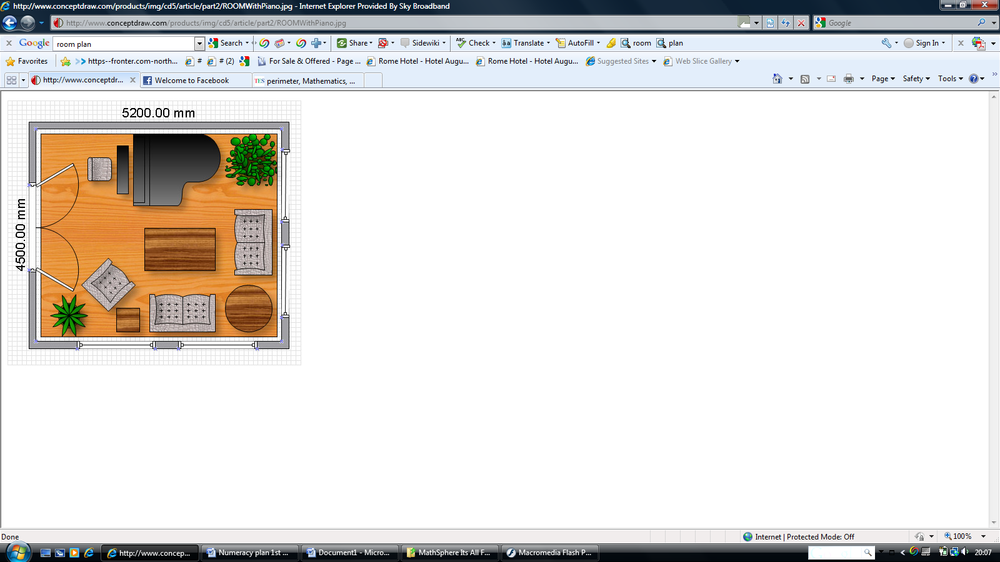 http://www.conceptdraw.com/products/img/cd5/article/part2/ROOMWithPiano.jpg - Internet Explorer Provided By Sky Broadband
http://www.conceptdraw.com/products/img/cd5/article/part2/ROOMWithPiano.jpg Google
x Google room plan Search Share Sidewiki ABC Check aā Translate AutoFill room plan Sign In x
Favorites https--fronter.com-north... # # (2) For Sale & Offered - Page ... Rome Hotel - Hotel Augu... Rome Hotel - Hotel Augu... Suggested Sites Web Slice Gallery
http://www.conceptdr... x Welcome to Facebook TES perimeter, Mathematics, ... Page Safety Tools
5200.00 mm
4500.00 mm
Done Internet | Protected Mode: Off 100%
http://www.concep... Numeracy plan 1st ... Document1 - Micro... MathSphere Its All F... Macromedia Flash P... 20:07